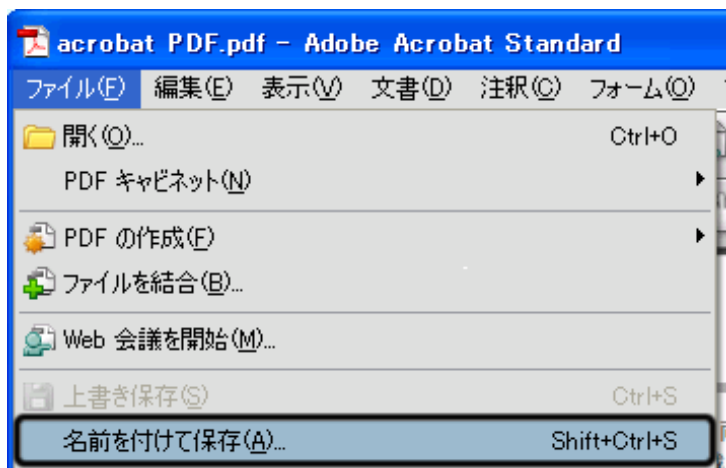 acrobat PDF.pdf - Adobe Acrobat Standard
ファイル(F) 編集(E) 表示(V) 文書(D) 注釈(C) フォーム(O)
開く(O)... Ctrl+O
PDF キャビネット(N)
PDF の作成(F)
ファイルを結合(B)...
Web 会議を開始(M)...
上書き保存(S) Ctrl+S
名前を付けて保存(A)... Shift+Ctrl+S